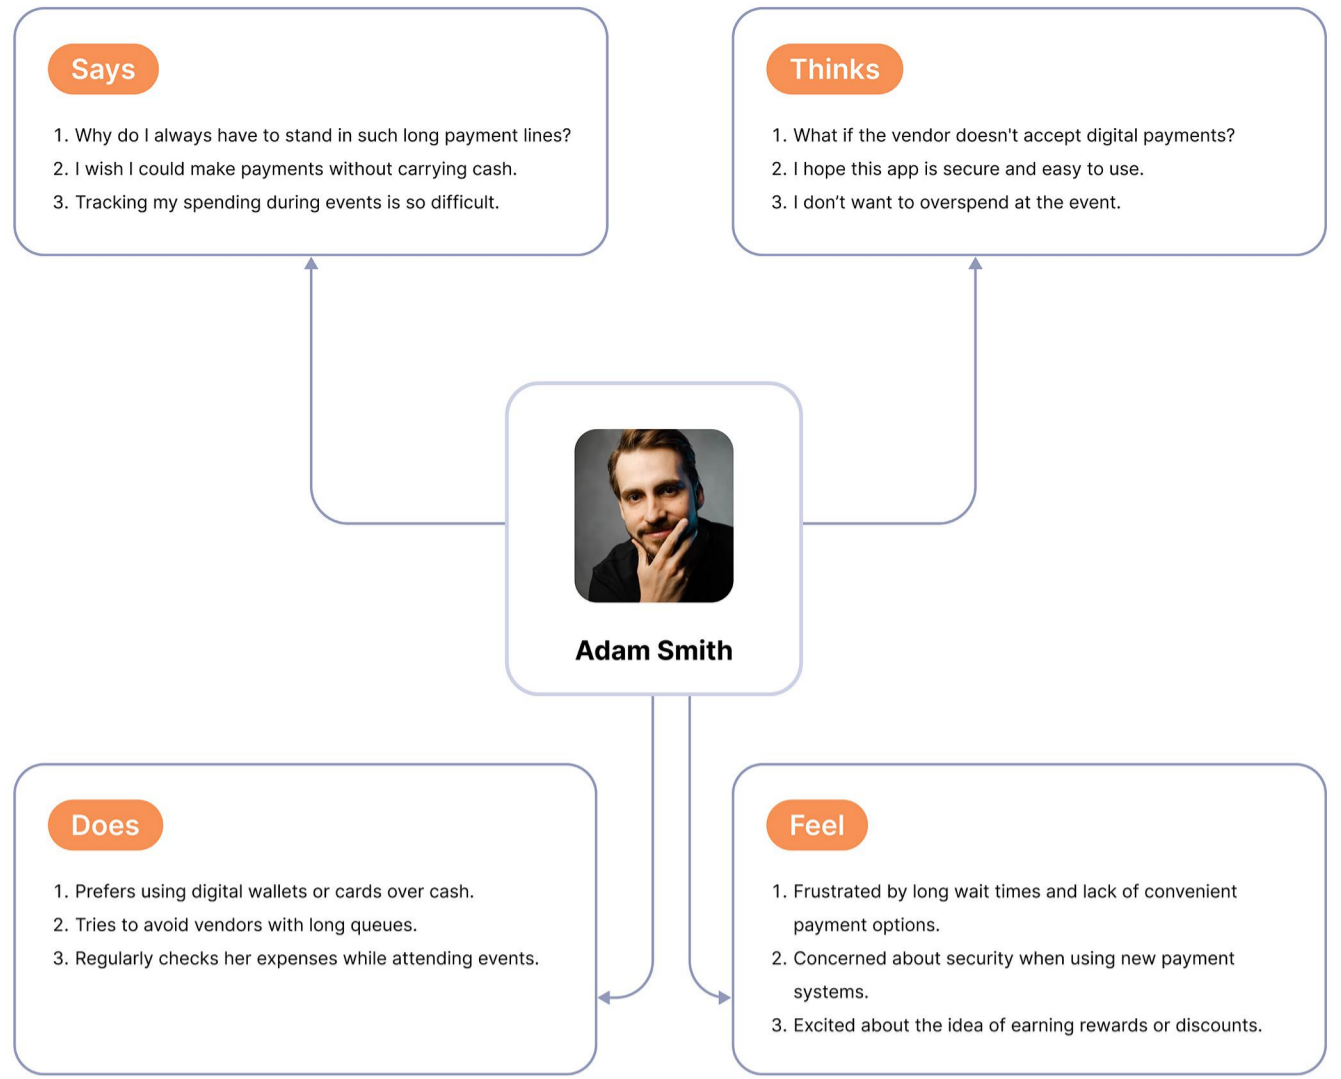 Says
1. Why do I always have to stand in such long payment lines?
2. I wish I could make payments without carrying cash.
3. Tracking my spending during events is so difficult.
Thinks
1. What if the vendor doesn't accept digital payments?
2. I hope this app is secure and easy to use.
3. I don’t want to overspend at the event.
Adam Smith
Does
1. Prefers using digital wallets or cards over cash.
2. Tries to avoid vendors with long queues.
3. Regularly checks her expenses while attending events.
Feel
1. Frustrated by long wait times and lack of convenient
payment options.
2. Concerned about security when using new payment
systems.
3. Excited about the idea of earning rewards or discounts.